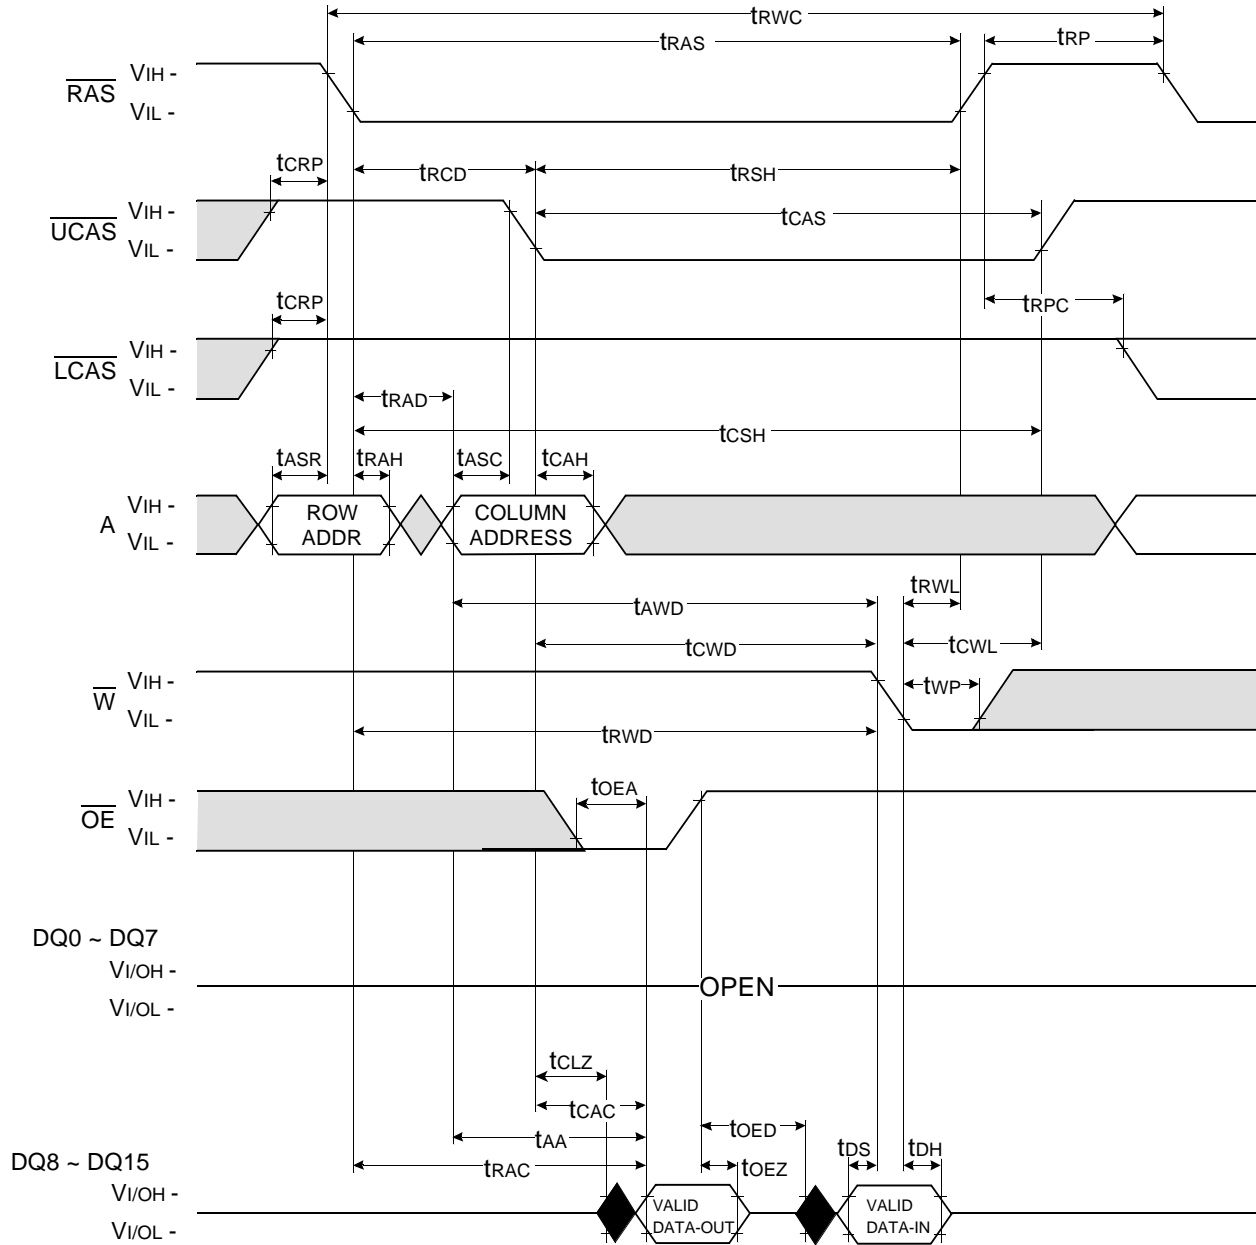 tRWC
tRAS
tRP
RAS
VIH -
VIL -
tCRP
tRCD
tRSH
UCAS
VIH -
VIL -
tCAS
tCRP
tRPC
LCAS
VIH -
VIL -
tRAD
tCSH
tASR
tRAH
tASC
tCAH
A
VIH -
VIL -
ROW
ADDR
COLUMN
ADDRESS
tRWL
tAWD
tCWD
tCWL
W
VIH -
VIL -
tWP
tRWD
tOEA
OE
VIH -
VIL -
DQ0 ~ DQ7
VI/OH -
VI/OL -
OPEN
tCLZ
tCAC
tAA
tOED
tRAC
tOEZ
tDS
tDH
DQ8 ~ DQ15
VI/OH -
VI/OL -
VALID
DATA-OUT
VALID
DATA-IN